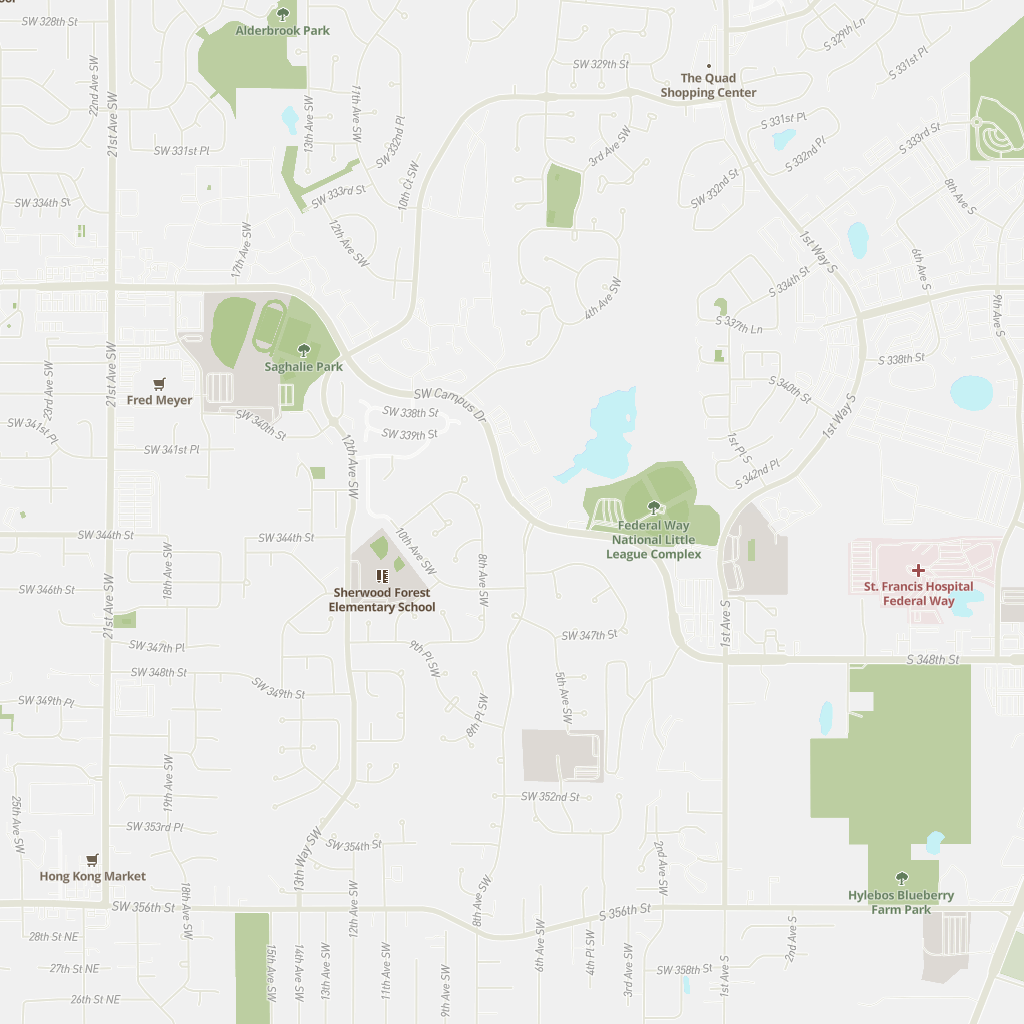 SW 328th St
Alderbrook Park
S 329th Ln
S 331st Pl
22nd Ave SW
21st Ave SW
SW 329th St
The Quad
Shopping Center
13th Ave SW
11th Ave SW
SW 332nd Pl
SW 331st Pl
S 331st Pl
S 332nd Pl
S 333rd St
3rd Ave SW
10th Ct SW
SW 333rd St
SW 332nd St
8th Ave S
SW 334th St
12th Ave SW
17th Ave SW
1st Way S
6th Ave S
S 334th St
4th Ave SW
9th Ave S
S 337th Ln
21st Ave SW
23rd Ave SW
Saghalie Park
S 338th St
Fred Meyer
SW Campus Dr
SW 338th St
SW 339th St
S 340th St
1st Way S
SW 340th St
SW 341st Pl
SW 341st Pl
12th Ave SW
1st Pl S
S 342nd Pl
SW 344th St
SW 344th St
10th Ave SW
Federal Way
National Little
League Complex
18th Ave SW
8th Ave SW
SW 346th St
21st Ave SW
Sherwood Forest
Elementary School
St. Francis Hospital
Federal Way
1st Ave S
SW 347th St
SW 347th Pl
9th Pl SW
S 348th St
SW 348th St
SW 349th St
SW 349th Pl
5th Ave SW
8th Pl SW
19th Ave SW
SW 352nd St
25th Ave SW
SW 353rd Pl
13th Way SW
SW 354th St
2nd Ave SW
Hong Kong Market
18th Ave SW
12th Ave SW
8th Ave SW
Hylebos Blueberry
Farm Park
SW 356th St
S 356th St
28th St NE
27th St NE
26th St NE
15th Ave SW
14th Ave SW
13th Ave SW
11th Ave SW
9th Ave SW
6th Ave SW
4th Pl SW
3rd Ave SW
SW 358th St
1st Ave S
2nd Ave S